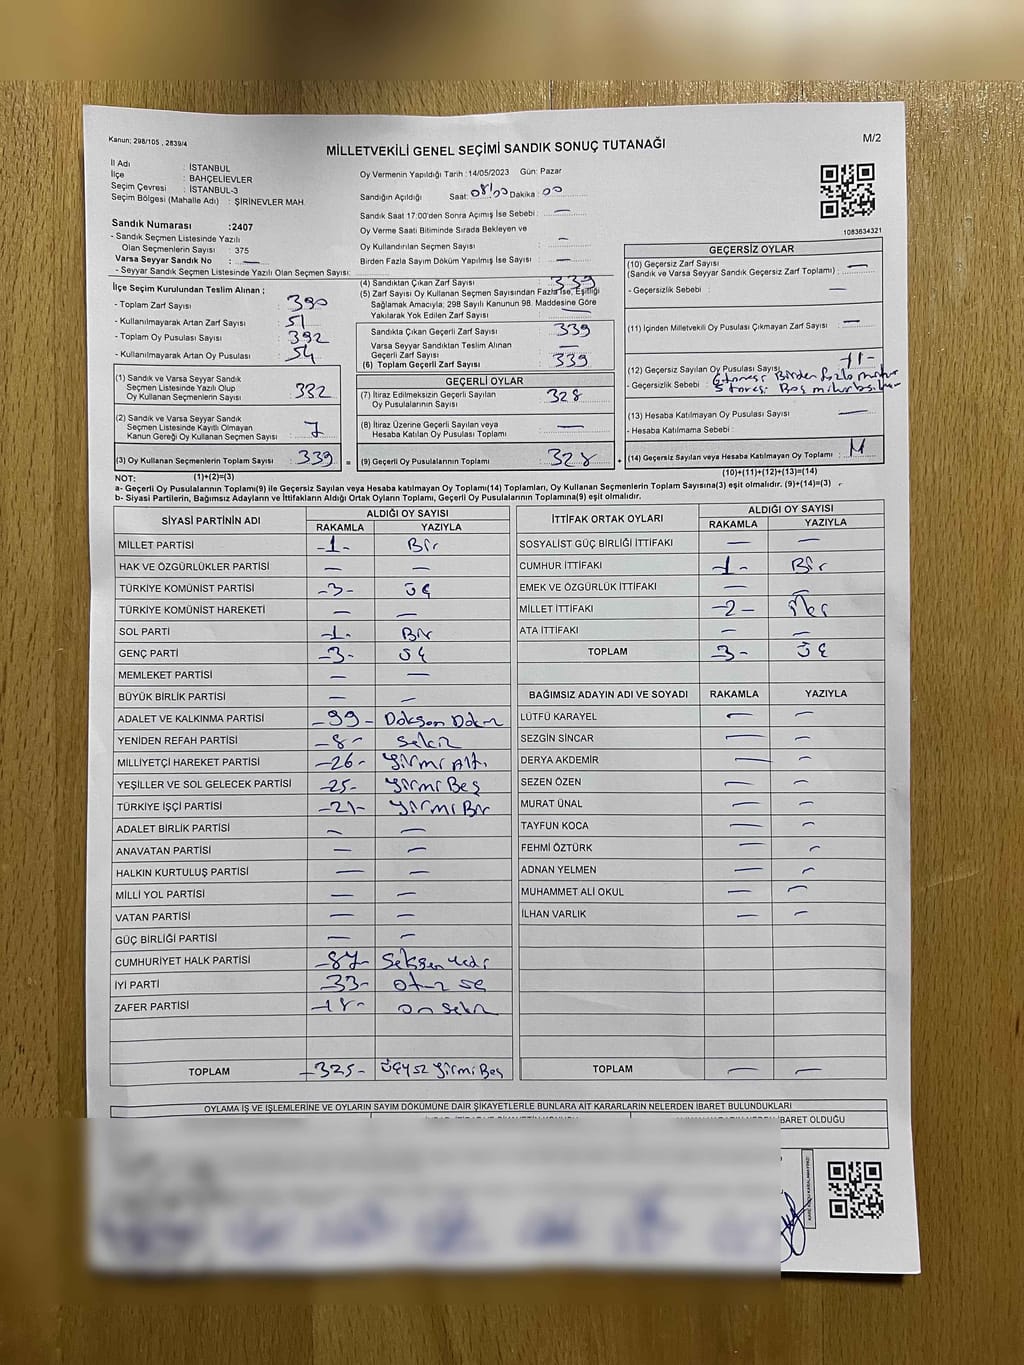 Kanun; 298/105 , 2839/4
MİLLETVEKİLİ GENEL SEÇİMİ SANDIK SONUÇ TUTANAĞI
M/2
İl Adı : İSTANBUL
İlçe : BAHÇELİEVLER
Seçim Çevresi : İSTANBUL-3
Seçim Bölgesi (Mahalle Adı) : ŞİRİNEVLER MAH.
Oy Vermenin Yapıldığı Tarih : 14/05/2023 Gün: Pazar
Sandığın Açıldığı Saat: 08/00 Dakika : 00
Sandık Saat 17:00'den Sonra Açımış İse Sebebi : —
Oy Verme Saati Bitiminde Sırada Bekleyen ve
Oy Kullandırılan Seçmen Sayısı : —
Birden Fazla Sayım Döküm Yapılmış İse Sayısı : —
1083634321
Sandık Numarası :2407
- Sandık Seçmen Listesinde Yazılı
Olan Seçmenlerin Sayısı : 375
Varsa Seyyar Sandık No : —
- Seyyar Sandık Seçmen Listesinde Yazılı Olan Seçmen Sayısı:
İlçe Seçim Kurulundan Teslim Alınan ;
- Toplam Zarf Sayısı : 390
- Kullanılmayarak Artan Zarf Sayısı : 51
- Toplam Oy Pusulası Sayısı : 392
- Kullanılmayarak Artan Oy Pusulası : 54
(1) Sandık ve Varsa Seyyar Sandık
Seçmen Listesinde Yazılı Olup
Oy Kullanan Seçmenlerin Sayısı : 332
(2) Sandık ve Varsa Seyyar Sandık
Seçmen Listesinde Kayıtlı Olmayan
Kanun Gereği Oy Kullanan Seçmen Sayısı : 7
(3) Oy Kullanan Seçmenlerin Toplam Sayısı : 339
(4) Sandıktan Çıkan Zarf Sayısı : 339
(5) Zarf Sayısı Oy Kullanan Seçmen Sayısından Fazla İse, Eşitliği
Sağlamak Amacıyla; 298 Sayılı Kanunun 98. Maddesine Göre
Yakılarak Yok Edilen Zarf Sayısı : —
Sandıkta Çıkan Geçerli Zarf Sayısı : 339
Varsa Seyyar Sandıktan Teslim Alınan
Geçerli Zarf Sayısı : —
(6) Toplam Geçerli Zarf Sayısı : 339
GEÇERLİ OYLAR
(7) İtiraz Edilmeksizin Geçerli Sayılan
Oy Pusulalarının Sayısı : 328
(8) İtiraz Üzerine Geçerli Sayılan veya
Hesaba Katılan Oy Pusulası Toplamı : —
(9) Geçerli Oy Pusulalarının Toplamı : 328
GEÇERSİZ OYLAR
(10) Geçersiz Zarf Sayısı
(Sandık ve Varsa Seyyar Sandık Geçersiz Zarf Toplamı) : —
- Geçersizlik Sebebi : —
(11) İçinden Milletvekili Oy Pusulası Çıkmayan Zarf Sayısı : —
(12) Geçersiz Sayılan Oy Pusulası Sayısı : 11-
- Geçersizlik Sebebi : 6 tanesi Birden fazla mühür
5 tanesi Boş
(13) Hesaba Katılmayan Oy Pusulası Sayısı : —
- Hesaba Katılmama Sebebi :
(14) Geçersiz Sayılan veya Hesaba Katılmayan Oy Toplamı : 11
NOT: (1)+(2)=(3)
(10)+(11)+(12)+(13)=(14)
a- Geçerli Oy Pusulalarının Toplamı(9) ile Geçersiz Sayılan veya Hesaba katılmayan Oy Toplamı(14) Toplamları, Oy Kullanan Seçmenlerin Toplam Sayısına(3) eşit olmalıdır. (9)+(14)=(3)
b- Siyasi Partilerin, Bağımsız Adayların ve İttifakların Aldığı Ortak Oyların Toplamı, Geçerli Oy Pusulalarının Toplamına(9) eşit olmalıdır.
SİYASİ PARTİNİN ADI ALDIĞI OY SAYISI
RAKAMLA YAZIYLA
MİLLET PARTİSİ -1- Bir
HAK VE ÖZGÜRLÜKLER PARTİSİ — —
TÜRKİYE KOMÜNİST PARTİSİ -3- üç
TÜRKİYE KOMÜNİST HAREKETİ — —
SOL PARTİ -1- Bir
GENÇ PARTİ -3- üç
MEMLEKET PARTİSİ — —
BÜYÜK BİRLİK PARTİSİ — —
ADALET VE KALKINMA PARTİSİ -99- Doksan Dokuz
YENİDEN REFAH PARTİSİ -8- Sekiz
MİLLİYETÇİ HAREKET PARTİSİ -26- Yirmi Altı
YEŞİLLER VE SOL GELECEK PARTİSİ -25- Yirmi Beş
TÜRKİYE İŞÇİ PARTİSİ -21- Yirmi Bir
ADALET BİRLİK PARTİSİ — —
ANAVATAN PARTİSİ — —
HALKIN KURTULUŞ PARTİSİ — —
MİLLİ YOL PARTİSİ — —
VATAN PARTİSİ — —
GÜÇ BİRLİĞİ PARTİSİ — —
CUMHURİYET HALK PARTİSİ -87- Seksen Yedi
İYİ PARTİ -33- otuz üç
ZAFER PARTİSİ -18- on sekiz
TOPLAM -325- Üçyüz Yirmi Beş
İTTİFAK ORTAK OYLARI ALDIĞI OY SAYISI
RAKAMLA YAZIYLA
SOSYALİST GÜÇ BİRLİĞİ İTTİFAKI — —
CUMHUR İTTİFAKI -1- Bir
EMEK VE ÖZGÜRLÜK İTTİFAKI — —
MİLLET İTTİFAKI -2- İki
ATA İTTİFAKI — —
TOPLAM -3- üç
BAĞIMSIZ ADAYIN ADI VE SOYADI RAKAMLA YAZIYLA
LÜTFÜ KARAYEL — —
SEZGİN SİNCAR — —
DERYA AKDEMİR — —
SEZEN ÖZEN — —
MURAT ÜNAL — —
TAYFUN KOCA — —
FEHMİ ÖZTÜRK — —
ADNAN YELMEN — —
MUHAMMET ALİ OKUL — —
İLHAN VARLIK — —
TOPLAM — —
OYLAMA İŞ VE İŞLEMLERİNE VE OYLARIN SAYIM DÖKÜMÜNE DAİR ŞİKAYETLERLE BUNLARA AİT KARARLARIN NELERDEN İBARET BULUNDUKLARI
İBARET OLDUĞU